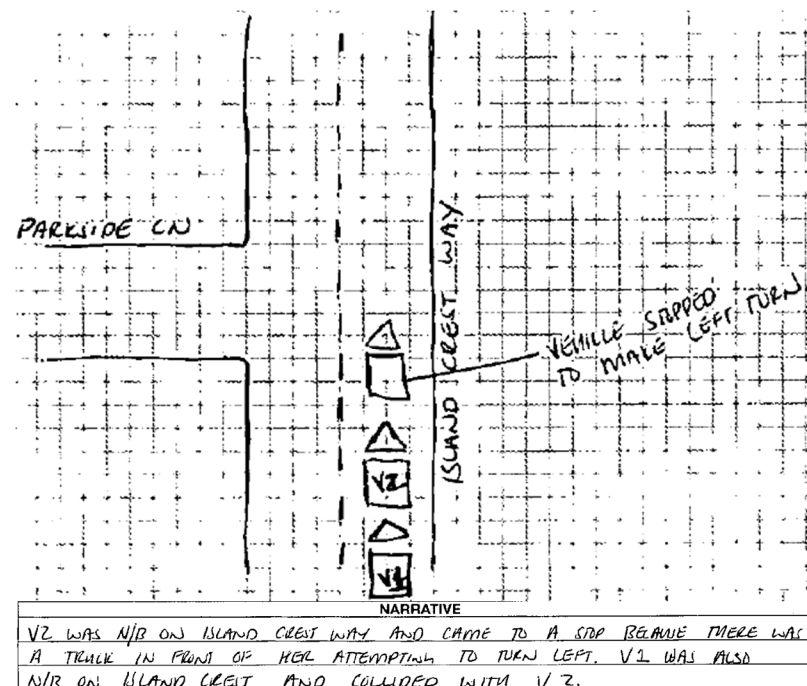 PARKSIDE LN
ISLAND CREST WAY
VEHICLE STOPPED
TO MAKE LEFT TURN
V2
V1
NARRATIVE
V2 WAS N/B ON ISLAND CREST WAY AND CAME TO A STOP BECAUSE THERE WAS
A TRUCK IN FRONT OF HER ATTEMPTING TO TURN LEFT. V1 WAS ALSO
N/B ON ISLAND CREST AND COLLIDED WITH V2.